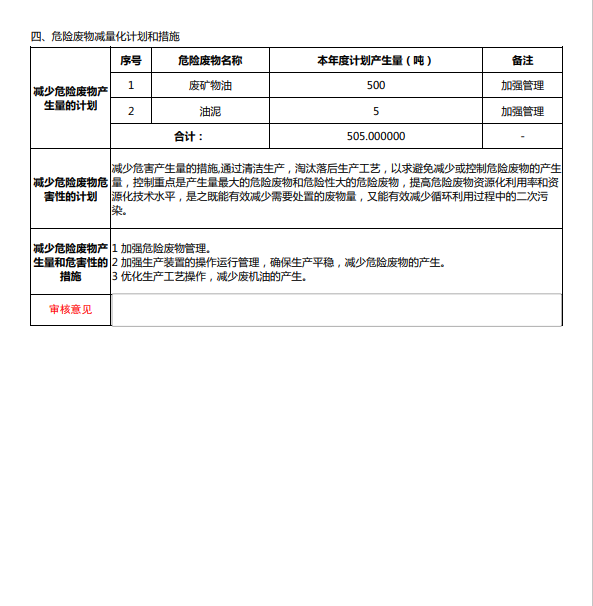 四、危险废物减量化计划和措施
减少危险废物产
生量的计划
序号 危险废物名称 本年度计划产生量（吨） 备注
1 废矿物油 500 加强管理
2 油泥 5 加强管理
合计： 505.000000 -
减少危险废物危
害性的计划
减少危害产生量的措施,通过清洁生产，淘汰落后生产工艺，以求避免减少或控制危险废物的产生
量，控制重点是产生量最大的危险废物和危险性大的危险废物，提高危险废物资源化利用率和资
源化技术水平，是之既能有效减少需要处置的废物量，又能有效减少循环利用过程中的二次污
染。
减少危险废物产
生量和危害性的
措施
1 加强危险废物管理。
2 加强生产装置的操作运行管理，确保生产平稳，减少危险废物的产生。
3 优化生产工艺操作，减少废机油的产生。
审核意见